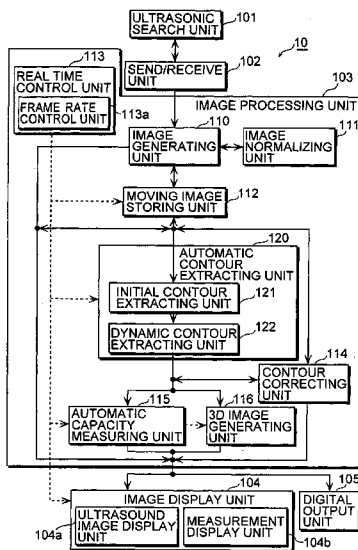 ULTRASONIC
SEARCH UNIT
101
10
SEND/RECEIVE
UNIT
102
103
113
REAL TIME
CONTROL UNIT
FRAME RATE
CONTROL UNIT
113a
IMAGE PROCESSING UNIT
110
IMAGE
GENERATING
UNIT
111
IMAGE
NORMALIZING
UNIT
MOVING IMAGE
STORING UNIT
112
120
AUTOMATIC
CONTOUR
EXTRACTING UNIT
INITIAL CONTOUR
EXTRACTING UNIT
121
DYNAMIC CONTOUR
EXTRACTING UNIT
122
114
CONTOUR
CORRECTING
UNIT
115
AUTOMATIC
CAPACITY
MEASURING UNIT
116
3D IMAGE
GENERATING
UNIT
104
IMAGE DISPLAY UNIT
104a
ULTRASOUND
IMAGE DISPLAY
UNIT
MEASUREMENT
DISPLAY UNIT
104b
105
DIGITAL
OUTPUT
UNIT